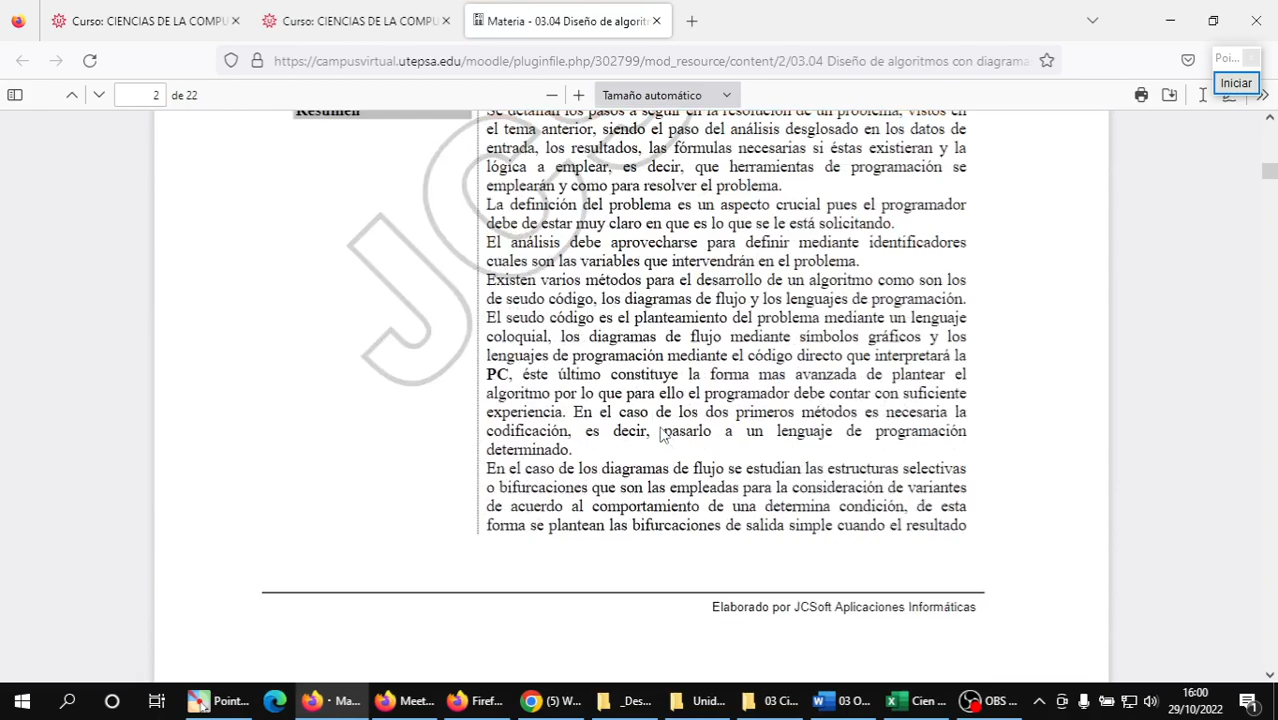 Curso: CIENCIAS DE LA COMPU
Curso: CIENCIAS DE LA COMPU
Materia - 03.04 Diseño de algorit
https://campusvirtual.utepsa.edu/moodle/pluginfile.php/302799/mod_resource/content/2/03.04 Diseño de algoritmos con diagrama
Poi...
Iniciar
2 de 22
Tamaño automático
Resumen
Se detallan los pasos a seguir en la resolución de un problema, vistos en
el tema anterior, siendo el paso del análisis desglosado en los datos de
entrada, los resultados, las fórmulas necesarias si éstas existieran y la
lógica a emplear, es decir, que herramientas de programación se
emplearán y como para resolver el problema.
La definición del problema es un aspecto crucial pues el programador
debe de estar muy claro en que es lo que se le está solicitando.
El análisis debe aprovecharse para definir mediante identificadores
cuales son las variables que intervendrán en el problema.
Existen varios métodos para el desarrollo de un algoritmo como son los
de seudo código, los diagramas de flujo y los lenguajes de programación.
El seudo código es el planteamiento del problema mediante un lenguaje
coloquial, los diagramas de flujo mediante símbolos gráficos y los
lenguajes de programación mediante el código directo que interpretará la
PC, éste último constituye la forma mas avanzada de plantear el
algoritmo por lo que para ello el programador debe contar con suficiente
experiencia. En el caso de los dos primeros métodos es necesaria la
codificación, es decir, pasarlo a un lenguaje de programación
determinado.
En el caso de los diagramas de flujo se estudian las estructuras selectivas
o bifurcaciones que son las empleadas para la consideración de variantes
de acuerdo al comportamiento de una determina condición, de esta
forma se plantean las bifurcaciones de salida simple cuando el resultado
Elaborado por JCSoft Aplicaciones Informáticas
Point...
Ma...
Meet...
Firef...
(5) W...
_Des...
Unid...
03 Ci...
03 O...
Cien ...
OBS ...
16:00
29/10/2022
1